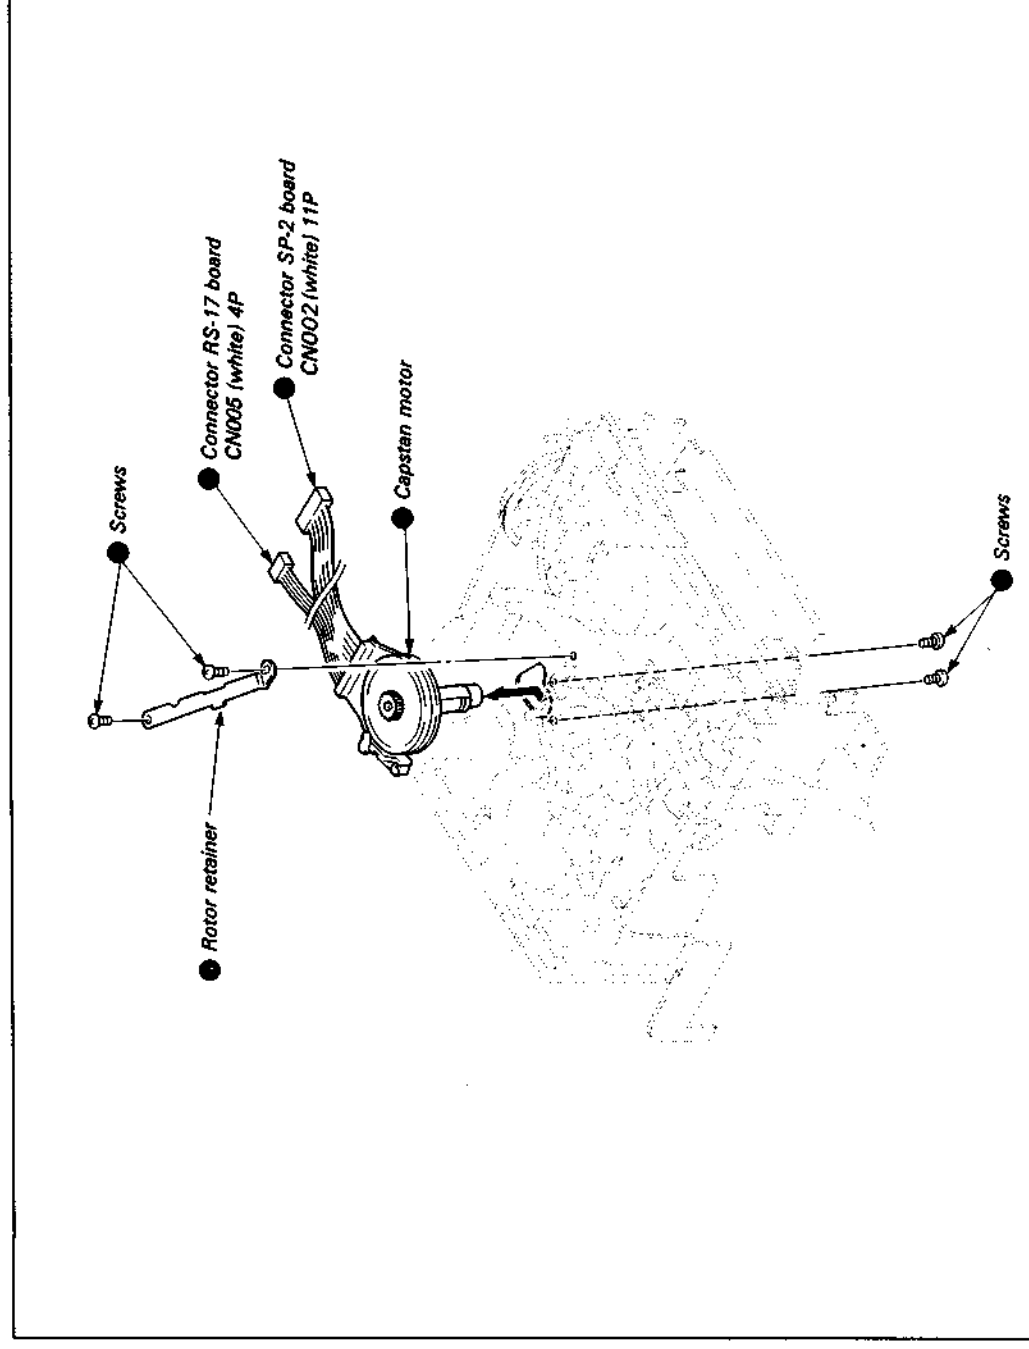 Screws
Connector RS-17 board
CN005 (white) 4P
Connector SP-2 board
CN002 (white) 11P
Capstan motor
Rotor retainer
Screws